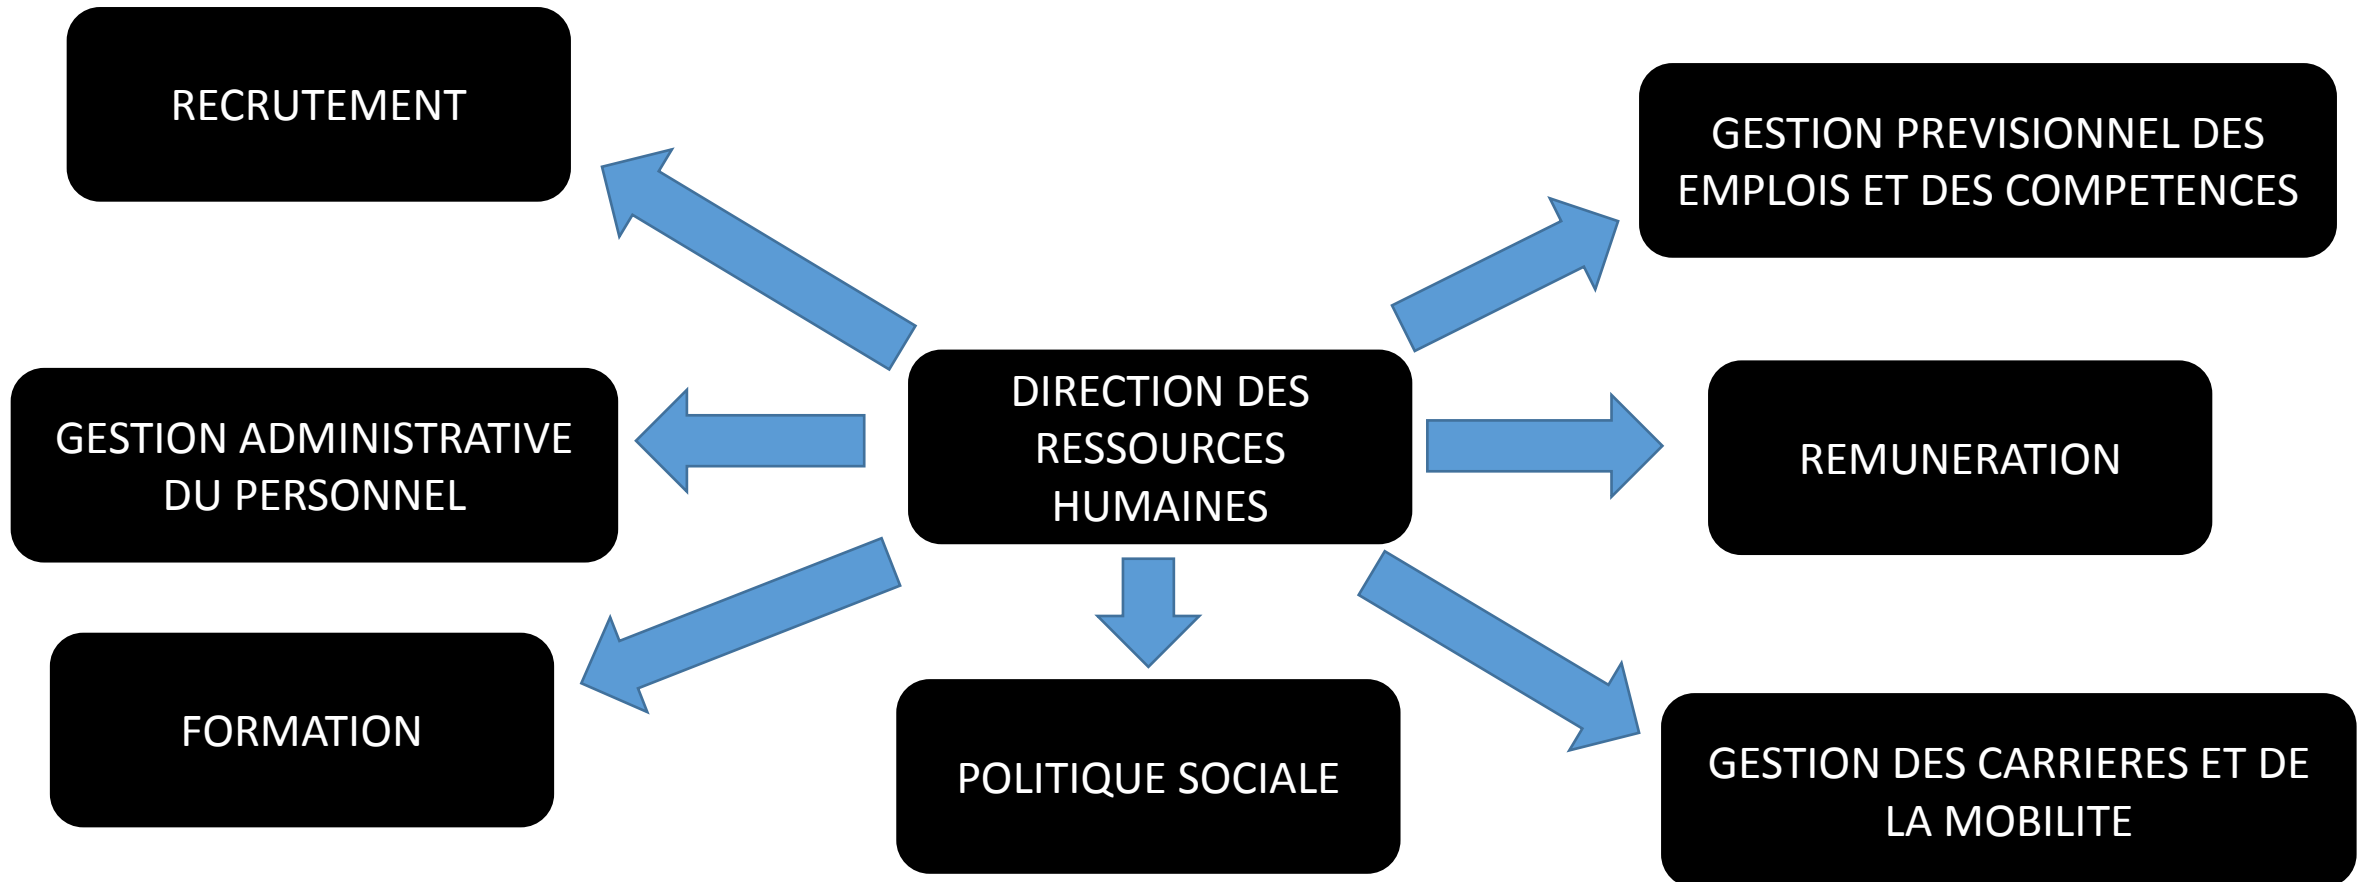 RECRUTEMENT
GESTION PREVISIONNEL DES
EMPLOIS ET DES COMPETENCES
DIRECTION DES
RESSOURCES
HUMAINES
GESTION ADMINISTRATIVE
DU PERSONNEL
REMUNERATION
FORMATION
POLITIQUE SOCIALE
GESTION DES CARRIERES ET DE
LA MOBILITE